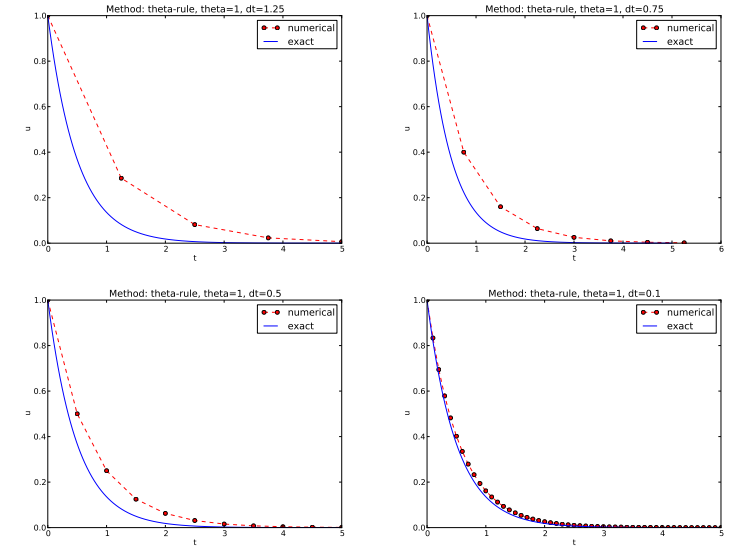 Method: theta-rule, theta=1, dt=1.25
1.0
0.8
0.6
0.4
0.2
0.0
u
numerical
exact
0
1
2
3
4
5
t
Method: theta-rule, theta=1, dt=0.75
1.0
0.8
0.6
0.4
0.2
0.0
u
numerical
exact
0
1
2
3
4
5
6
t
Method: theta-rule, theta=1, dt=0.5
1.0
0.8
0.6
0.4
0.2
0.0
u
numerical
exact
0
1
2
3
4
5
t
Method: theta-rule, theta=1, dt=0.1
1.0
0.8
0.6
0.4
0.2
0.0
u
numerical
exact
0
1
2
3
4
5
t